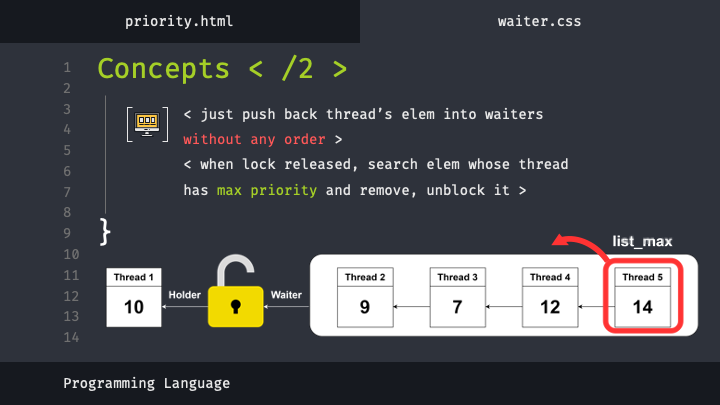 priority.html
waiter.css
1
2
3
4
5
6
7
8
9
10
11
12
13
14
Concepts < /2 >
< just push back thread's elem into waiters
without any order >
< when lock released, search elem whose thread
has max priority and remove, unblock it >
}
list_max
Thread 1
10
Holder
Waiter
Thread 2
9
Thread 3
7
Thread 4
12
Thread 5
14
Programming Language